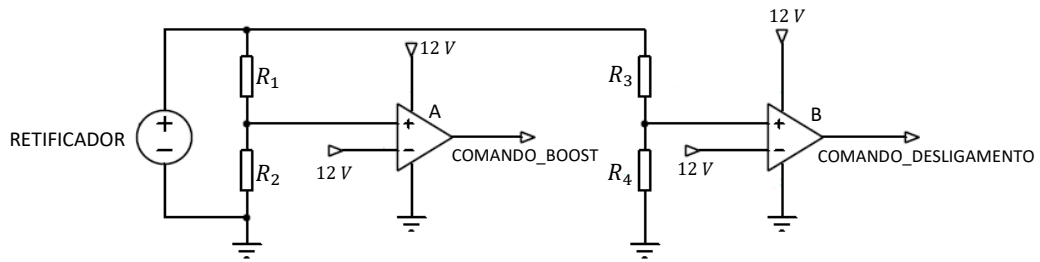 12 V
12 V
R1
A
R3
B
RETIFICADOR
+
−
+
−
+
−
COMANDO_BOOST
COMANDO_DESLIGAMENTO
R2
12 V
R4
12 V